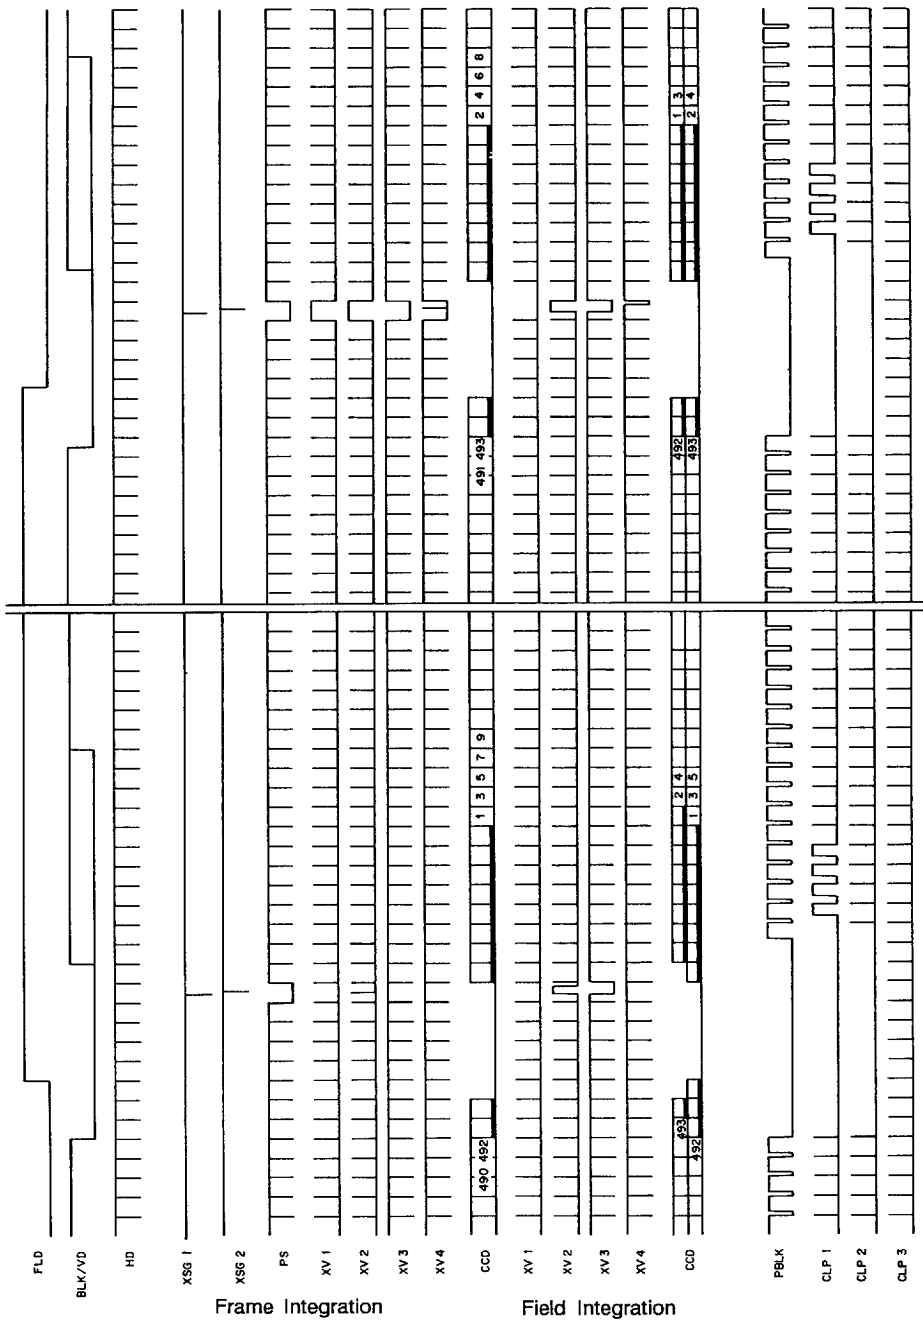 FLD
BLK/VD
HD
XSG 1
XSG 2
PS
XV 1
XV 2
XV 3
XV 4
CCD
490 492
1 3 5 7 9
491 493
2 4 6 8
XV 1
XV 2
XV 3
XV 4
CCD
493
2 4
492
1 3
492
1 3 5
493
2 4
PBLK
CLP 1
CLP 2
CLP 3
Frame Integration
Field Integration